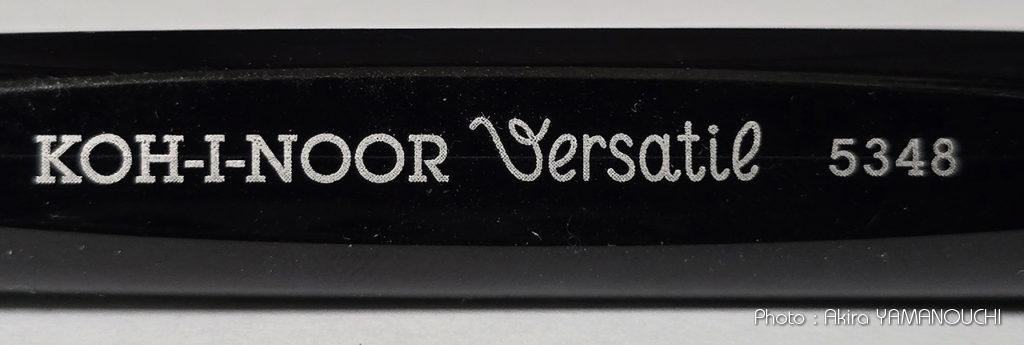 KOH-I-NOOR Versatil 5348
Photo : Akira YAMANOUCHI